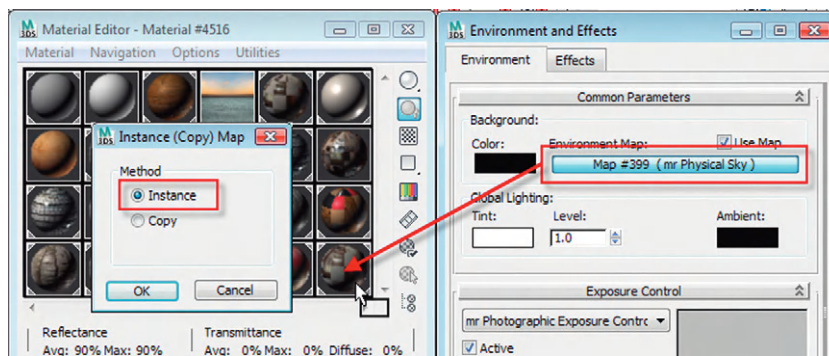 Material Editor - Material #4516
Material Navigation Options Utilities
Instance (Copy) Map
Method
Instance
Copy
OK
Cancel
Reflectance
Avg: 90% Max: 90%
Transmittance
Avg: 0% Max: 0% Diffuse: 0%
Environment and Effects
Environment
Effects
Common Parameters
Background:
Color:
Environment Map:
Use Map
Map #399 ( mr Physical Sky )
Global Lighting:
Tint:
Level:
Ambient:
1.0
Exposure Control
mr Photographic Exposure Contrc
Active